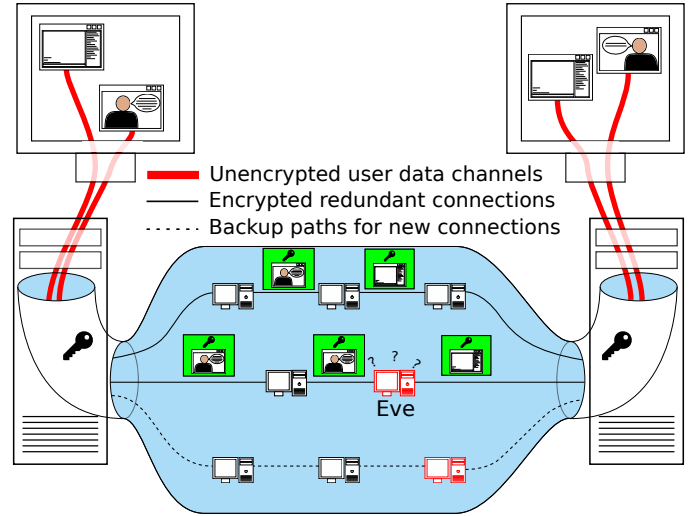 Unencrypted user data channels
Encrypted redundant connections
Backup paths for new connections
? ? ?
Eve